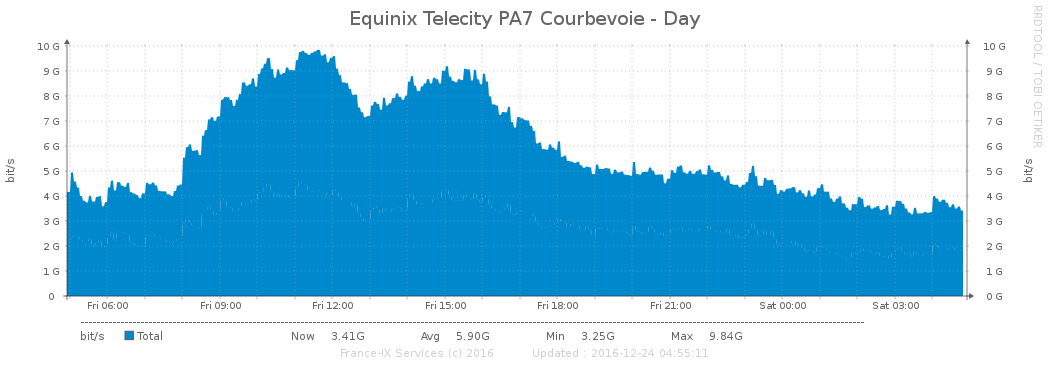 Equinix Telecity PA7 Courbevoie - Day
RRDTOOL / TOBI OETIKER
bit/s
bit/s
10 G 10 G
9 G 9 G
8 G 8 G
7 G 7 G
6 G 6 G
5 G 5 G
4 G 4 G
3 G 3 G
2 G 2 G
1 G 1 G
0 0 G
Fri 06:00 Fri 09:00 Fri 12:00 Fri 15:00 Fri 18:00 Fri 21:00 Sat 00:00 Sat 03:00
bit/s Total Now 3.41G Avg 5.90G Min 3.25G Max 9.84G
France-IX Services (c) 2016 Updated : 2016-12-24 04:55:11